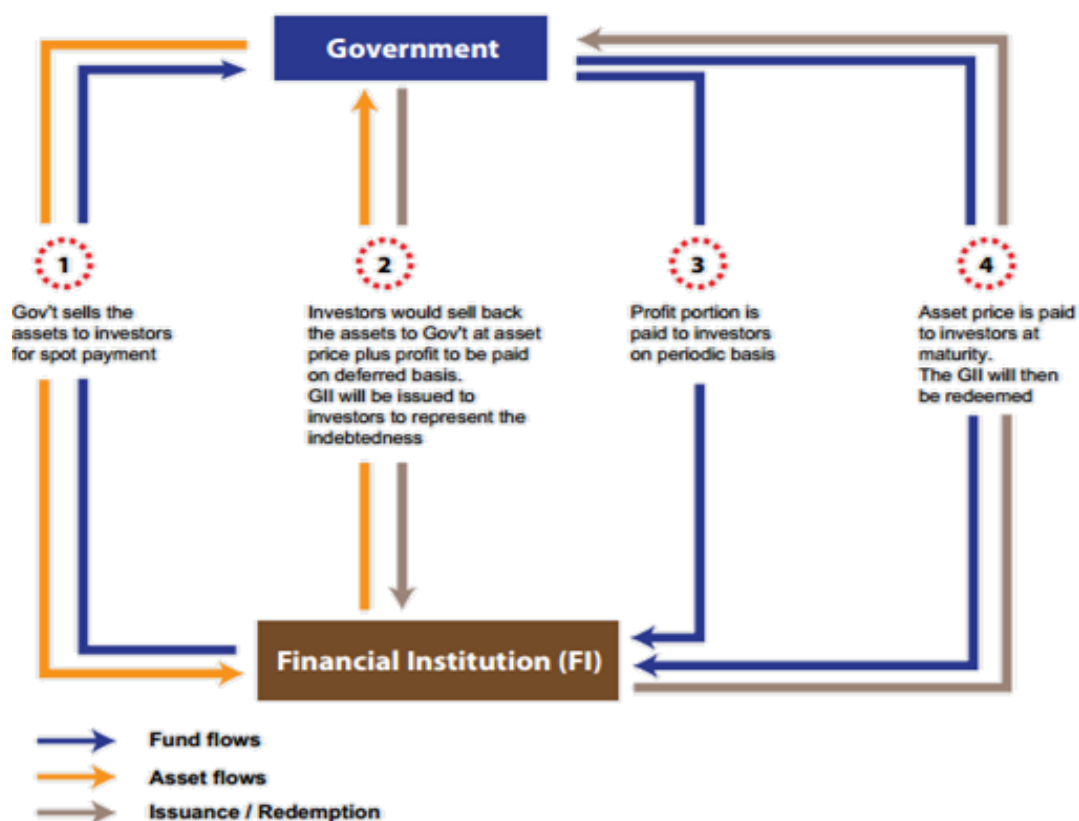 Government
1
Gov't sells the
assets to investors
for spot payment
2
Investors would sell back
the assets to Gov't at asset
price plus profit to be paid
on deferred basis.
GII will be issued to
investors to represent the
indebtedness
3
Profit portion is
paid to investors
on periodic basis
4
Asset price is paid
to investors at
maturity.
The GII will then
be redeemed
Financial Institution (FI)
Fund flows
Asset flows
Issuance / Redemption